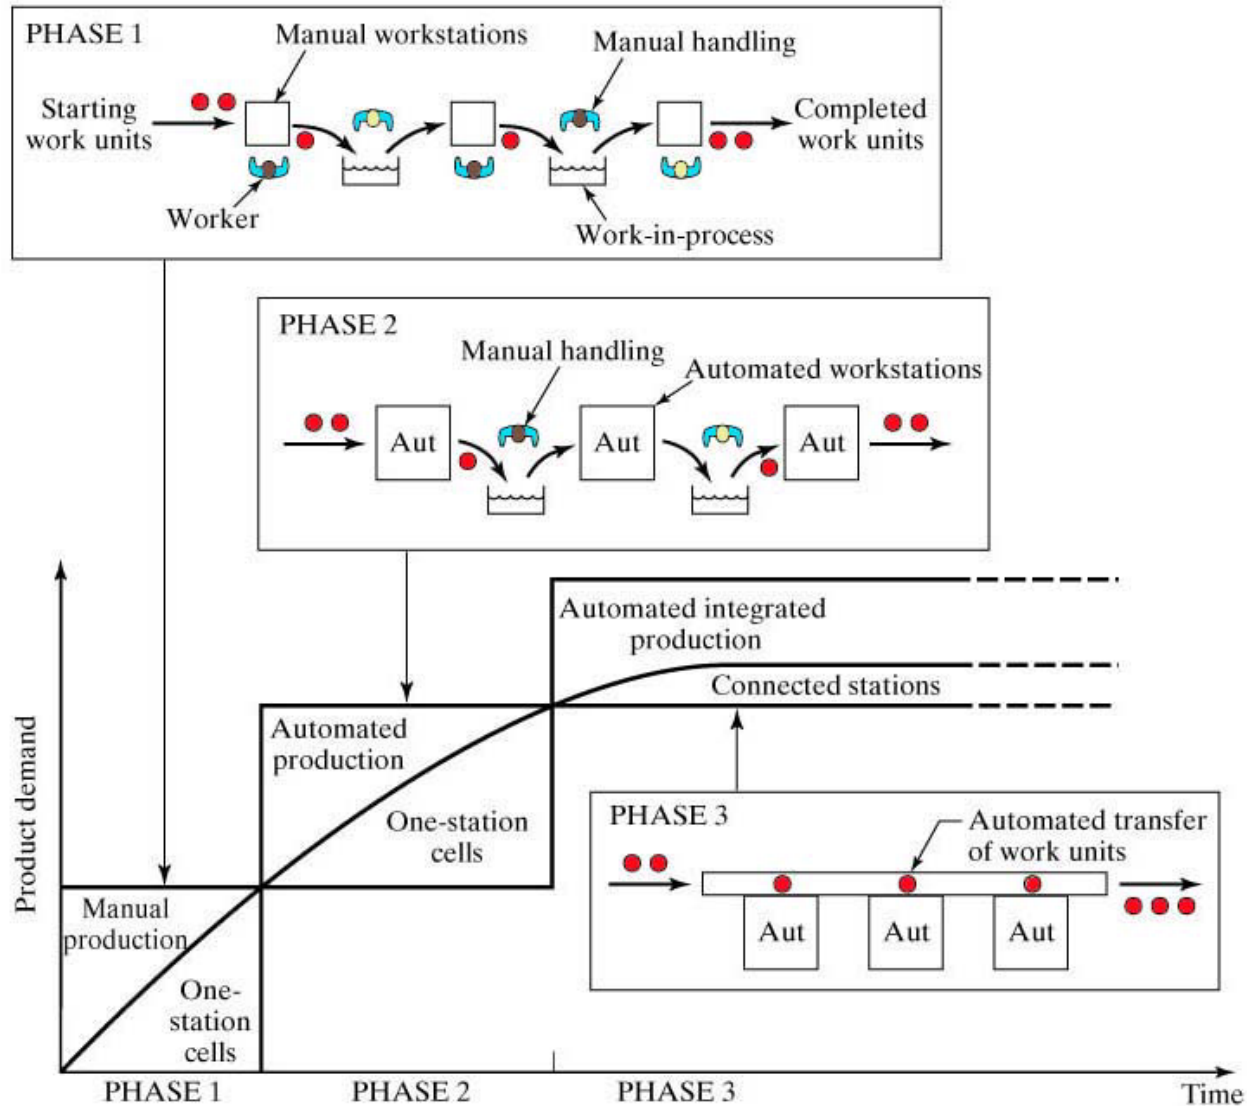 PHASE 1
Manual workstations
Manual handling
Starting
work units
Completed
work units
Worker
Work-in-process
PHASE 2
Manual handling
Automated workstations
Aut
Aut
Aut
Automated integrated
production
Connected stations
Automated
production
One-station
cells
Product demand
Manual
production
One-
station
cells
PHASE 3
Automated transfer
of work units
Aut
Aut
Aut
PHASE 1
PHASE 2
PHASE 3
Time